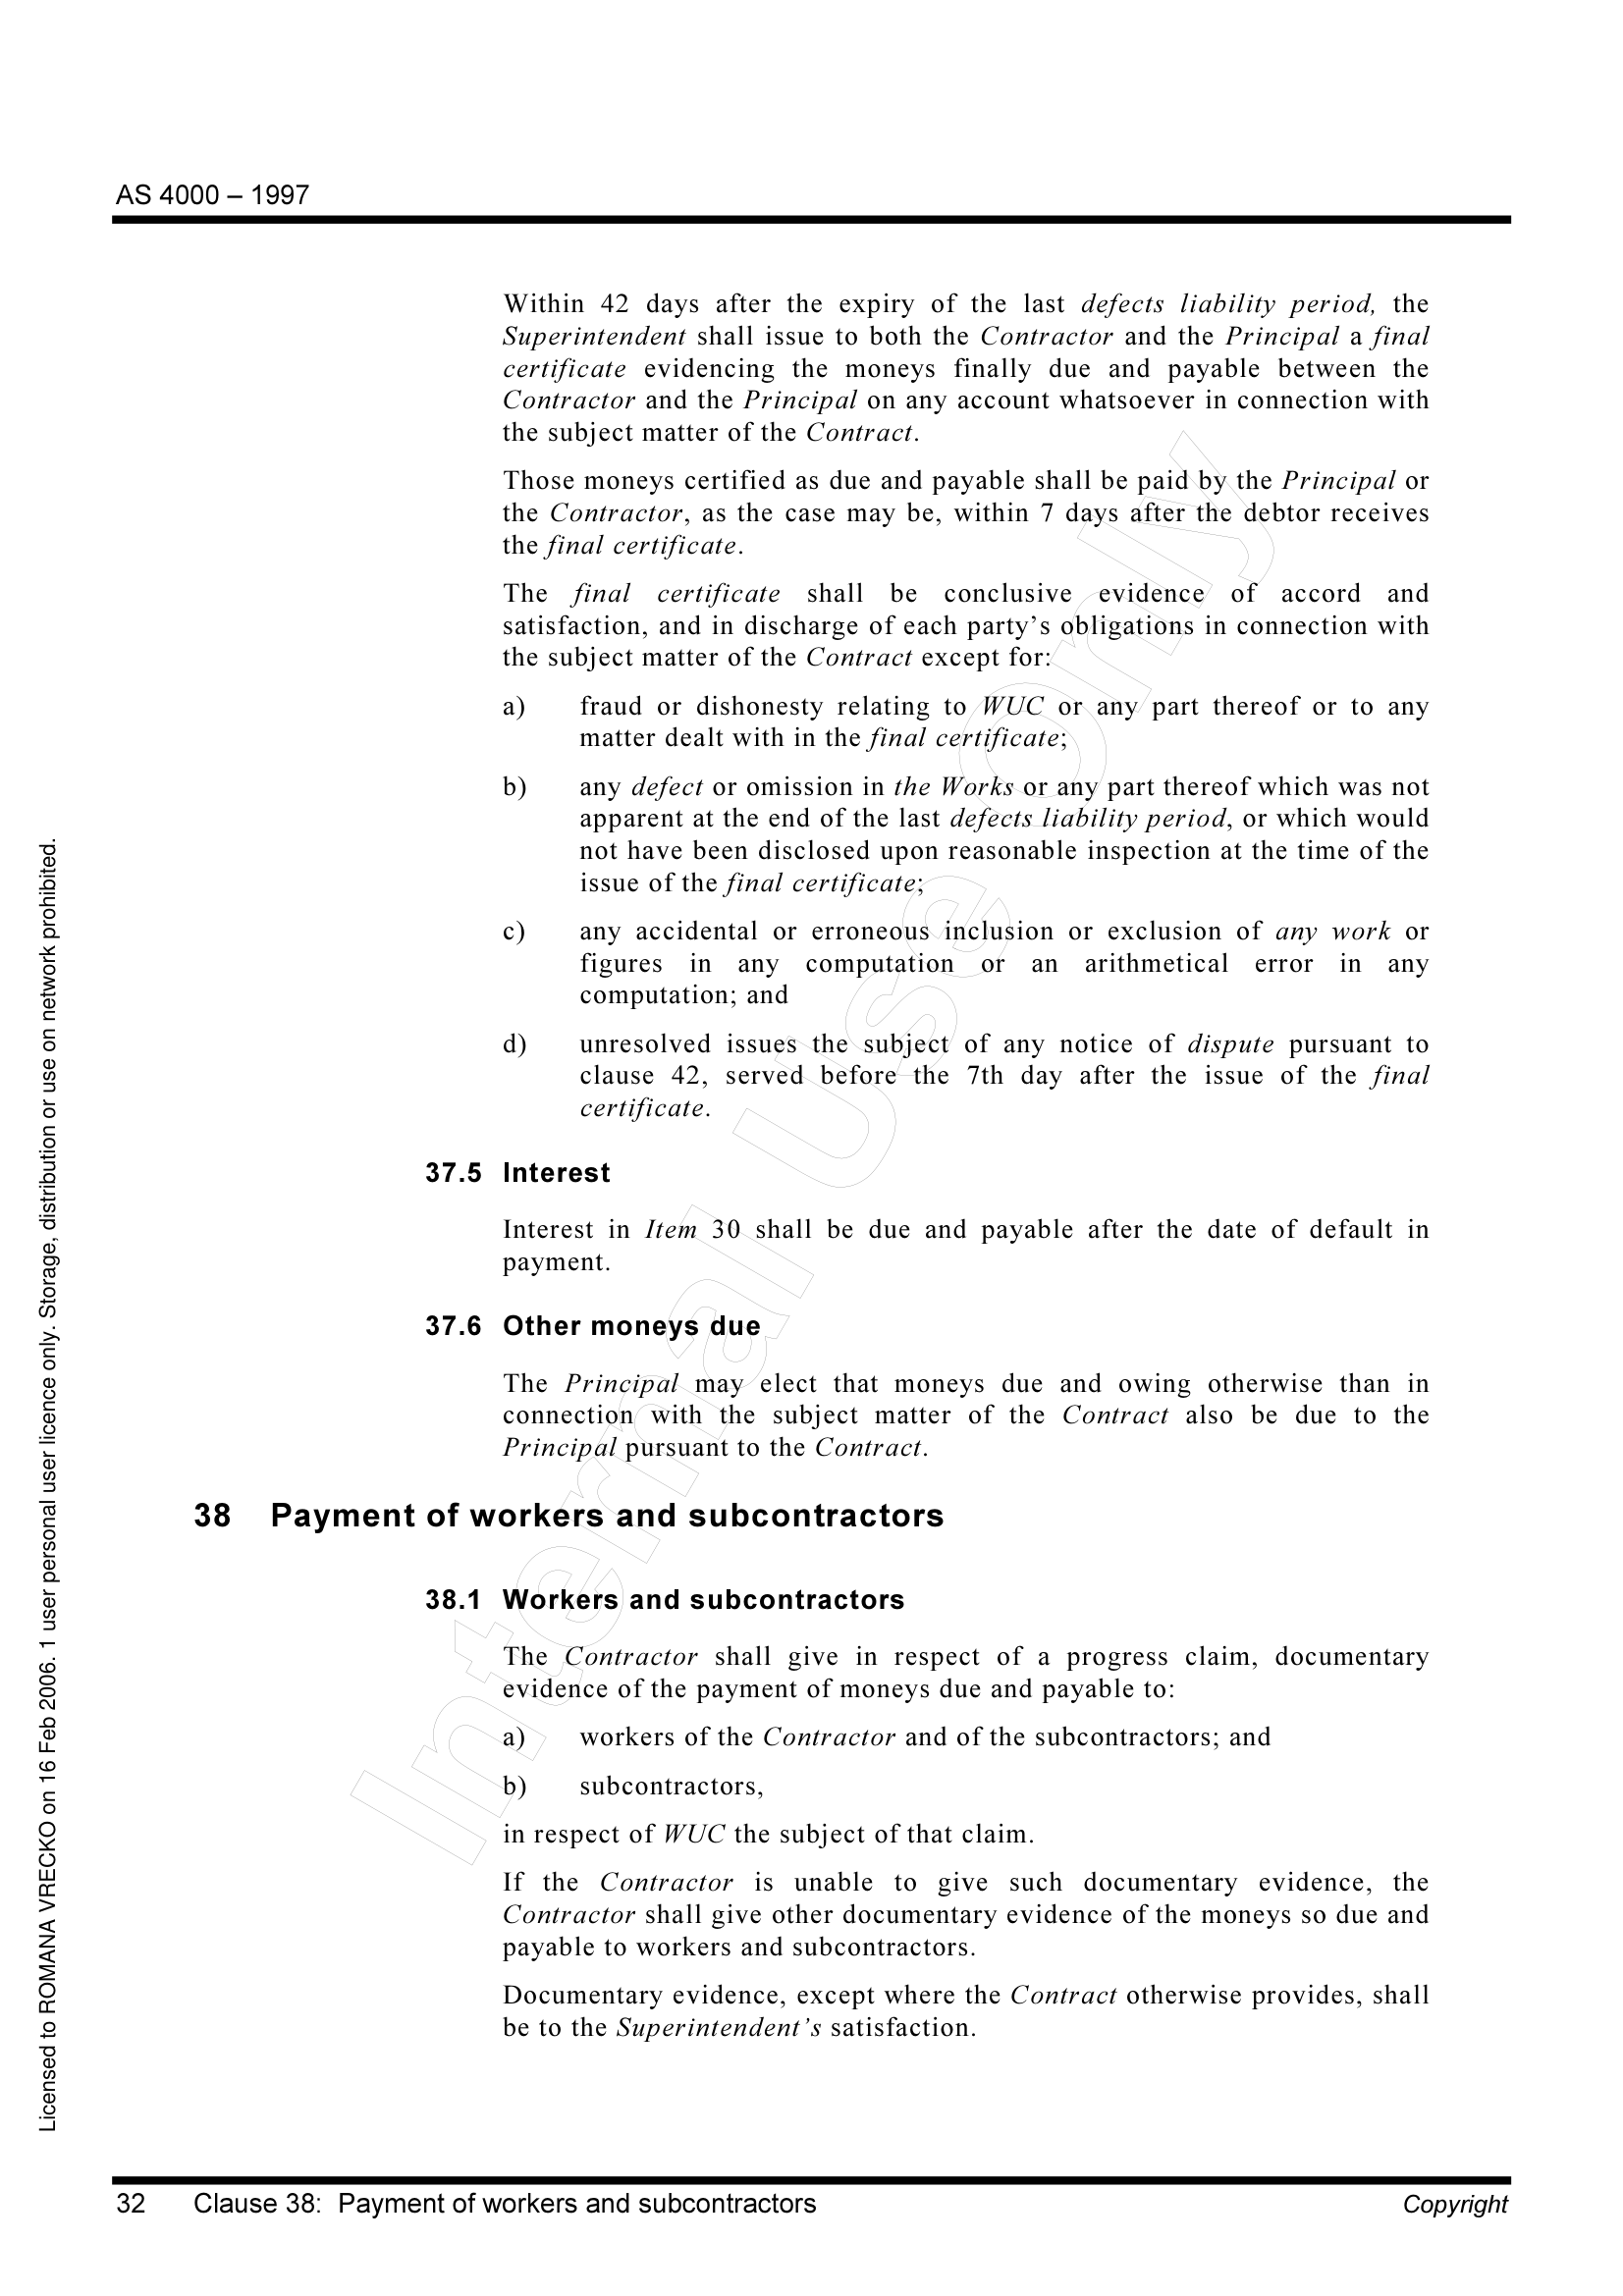 AS 4000 – 1997
Within 42 days after the expiry of the last defects liability period, the
Superintendent shall issue to both the Contractor and the Principal a final
certificate evidencing the moneys finally due and payable between the
Contractor and the Principal on any account whatsoever in connection with
the subject matter of the Contract.
Those moneys certified as due and payable shall be paid by the Principal or
the Contractor, as the case may be, within 7 days after the debtor receives
the final certificate.
The final certificate shall be conclusive evidence of accord and
satisfaction, and in discharge of each party’s obligations in connection with
the subject matter of the Contract except for:
a) fraud or dishonesty relating to WUC or any part thereof or to any
matter dealt with in the final certificate;
b) any defect or omission in the Works or any part thereof which was not
apparent at the end of the last defects liability period, or which would
not have been disclosed upon reasonable inspection at the time of the
issue of the final certificate;
c) any accidental or erroneous inclusion or exclusion of any work or
figures in any computation or an arithmetical error in any
computation; and
d) unresolved issues the subject of any notice of dispute pursuant to
clause 42, served before the 7th day after the issue of the final
certificate.
37.5 Interest
Interest in Item 30 shall be due and payable after the date of default in
payment.
37.6 Other moneys due
The Principal may elect that moneys due and owing otherwise than in
connection with the subject matter of the Contract also be due to the
Principal pursuant to the Contract.
38 Payment of workers and subcontractors
38.1 Workers and subcontractors
The Contractor shall give in respect of a progress claim, documentary
evidence of the payment of moneys due and payable to:
a) workers of the Contractor and of the subcontractors; and
b) subcontractors,
in respect of WUC the subject of that claim.
If the Contractor is unable to give such documentary evidence, the
Contractor shall give other documentary evidence of the moneys so due and
payable to workers and subcontractors.
Documentary evidence, except where the Contract otherwise provides, shall
be to the Superintendent’s satisfaction.
32 Clause 38: Payment of workers and subcontractors Copyright
Licensed to ROMANA VRECKO on 16 Feb 2006. 1 user personal user licence only. Storage, distribution or use on network prohibited.
Internal Use only